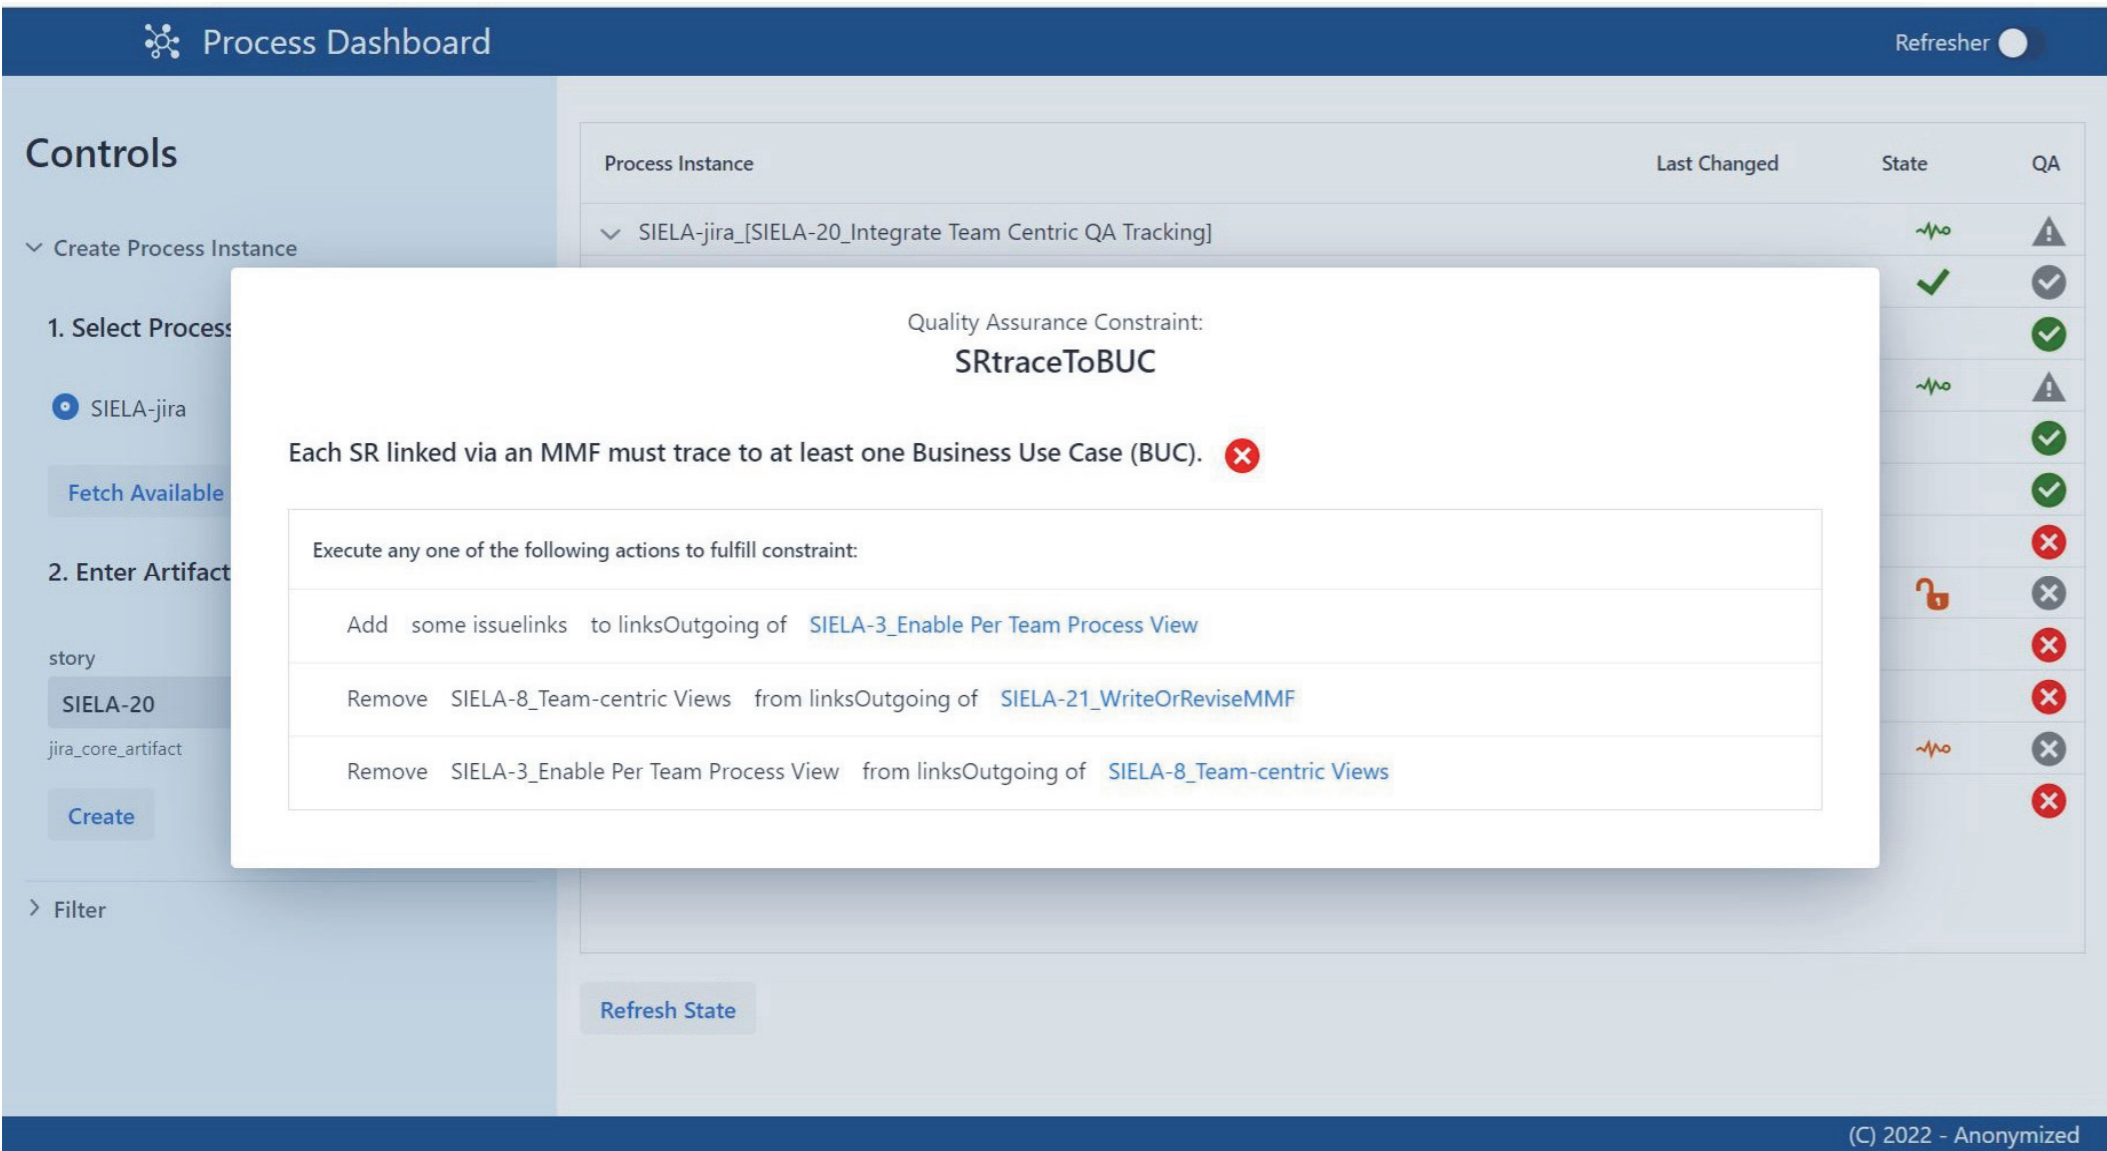 Process Dashboard
Refresher
Controls
Create Process Instance
1. Select Process
SIELA-jira
Fetch Available
2. Enter Artifact
story
SIELA-20
jira_core_artifact
Create
Filter
Process Instance Last Changed State QA
SIELA-jira_[SIELA-20_Integrate Team Centric QA Tracking]
Quality Assurance Constraint:
SRtraceToBUC
Each SR linked via an MMF must trace to at least one Business Use Case (BUC).
Execute any one of the following actions to fulfill constraint:
Add some issuelinks to linksOutgoing of SIELA-3_Enable Per Team Process View
Remove SIELA-8_Team-centric Views from linksOutgoing of SIELA-21_WriteOrReviseMMF
Remove SIELA-3_Enable Per Team Process View from linksOutgoing of SIELA-8_Team-centric Views
Refresh State
(C) 2022 - Anonymized